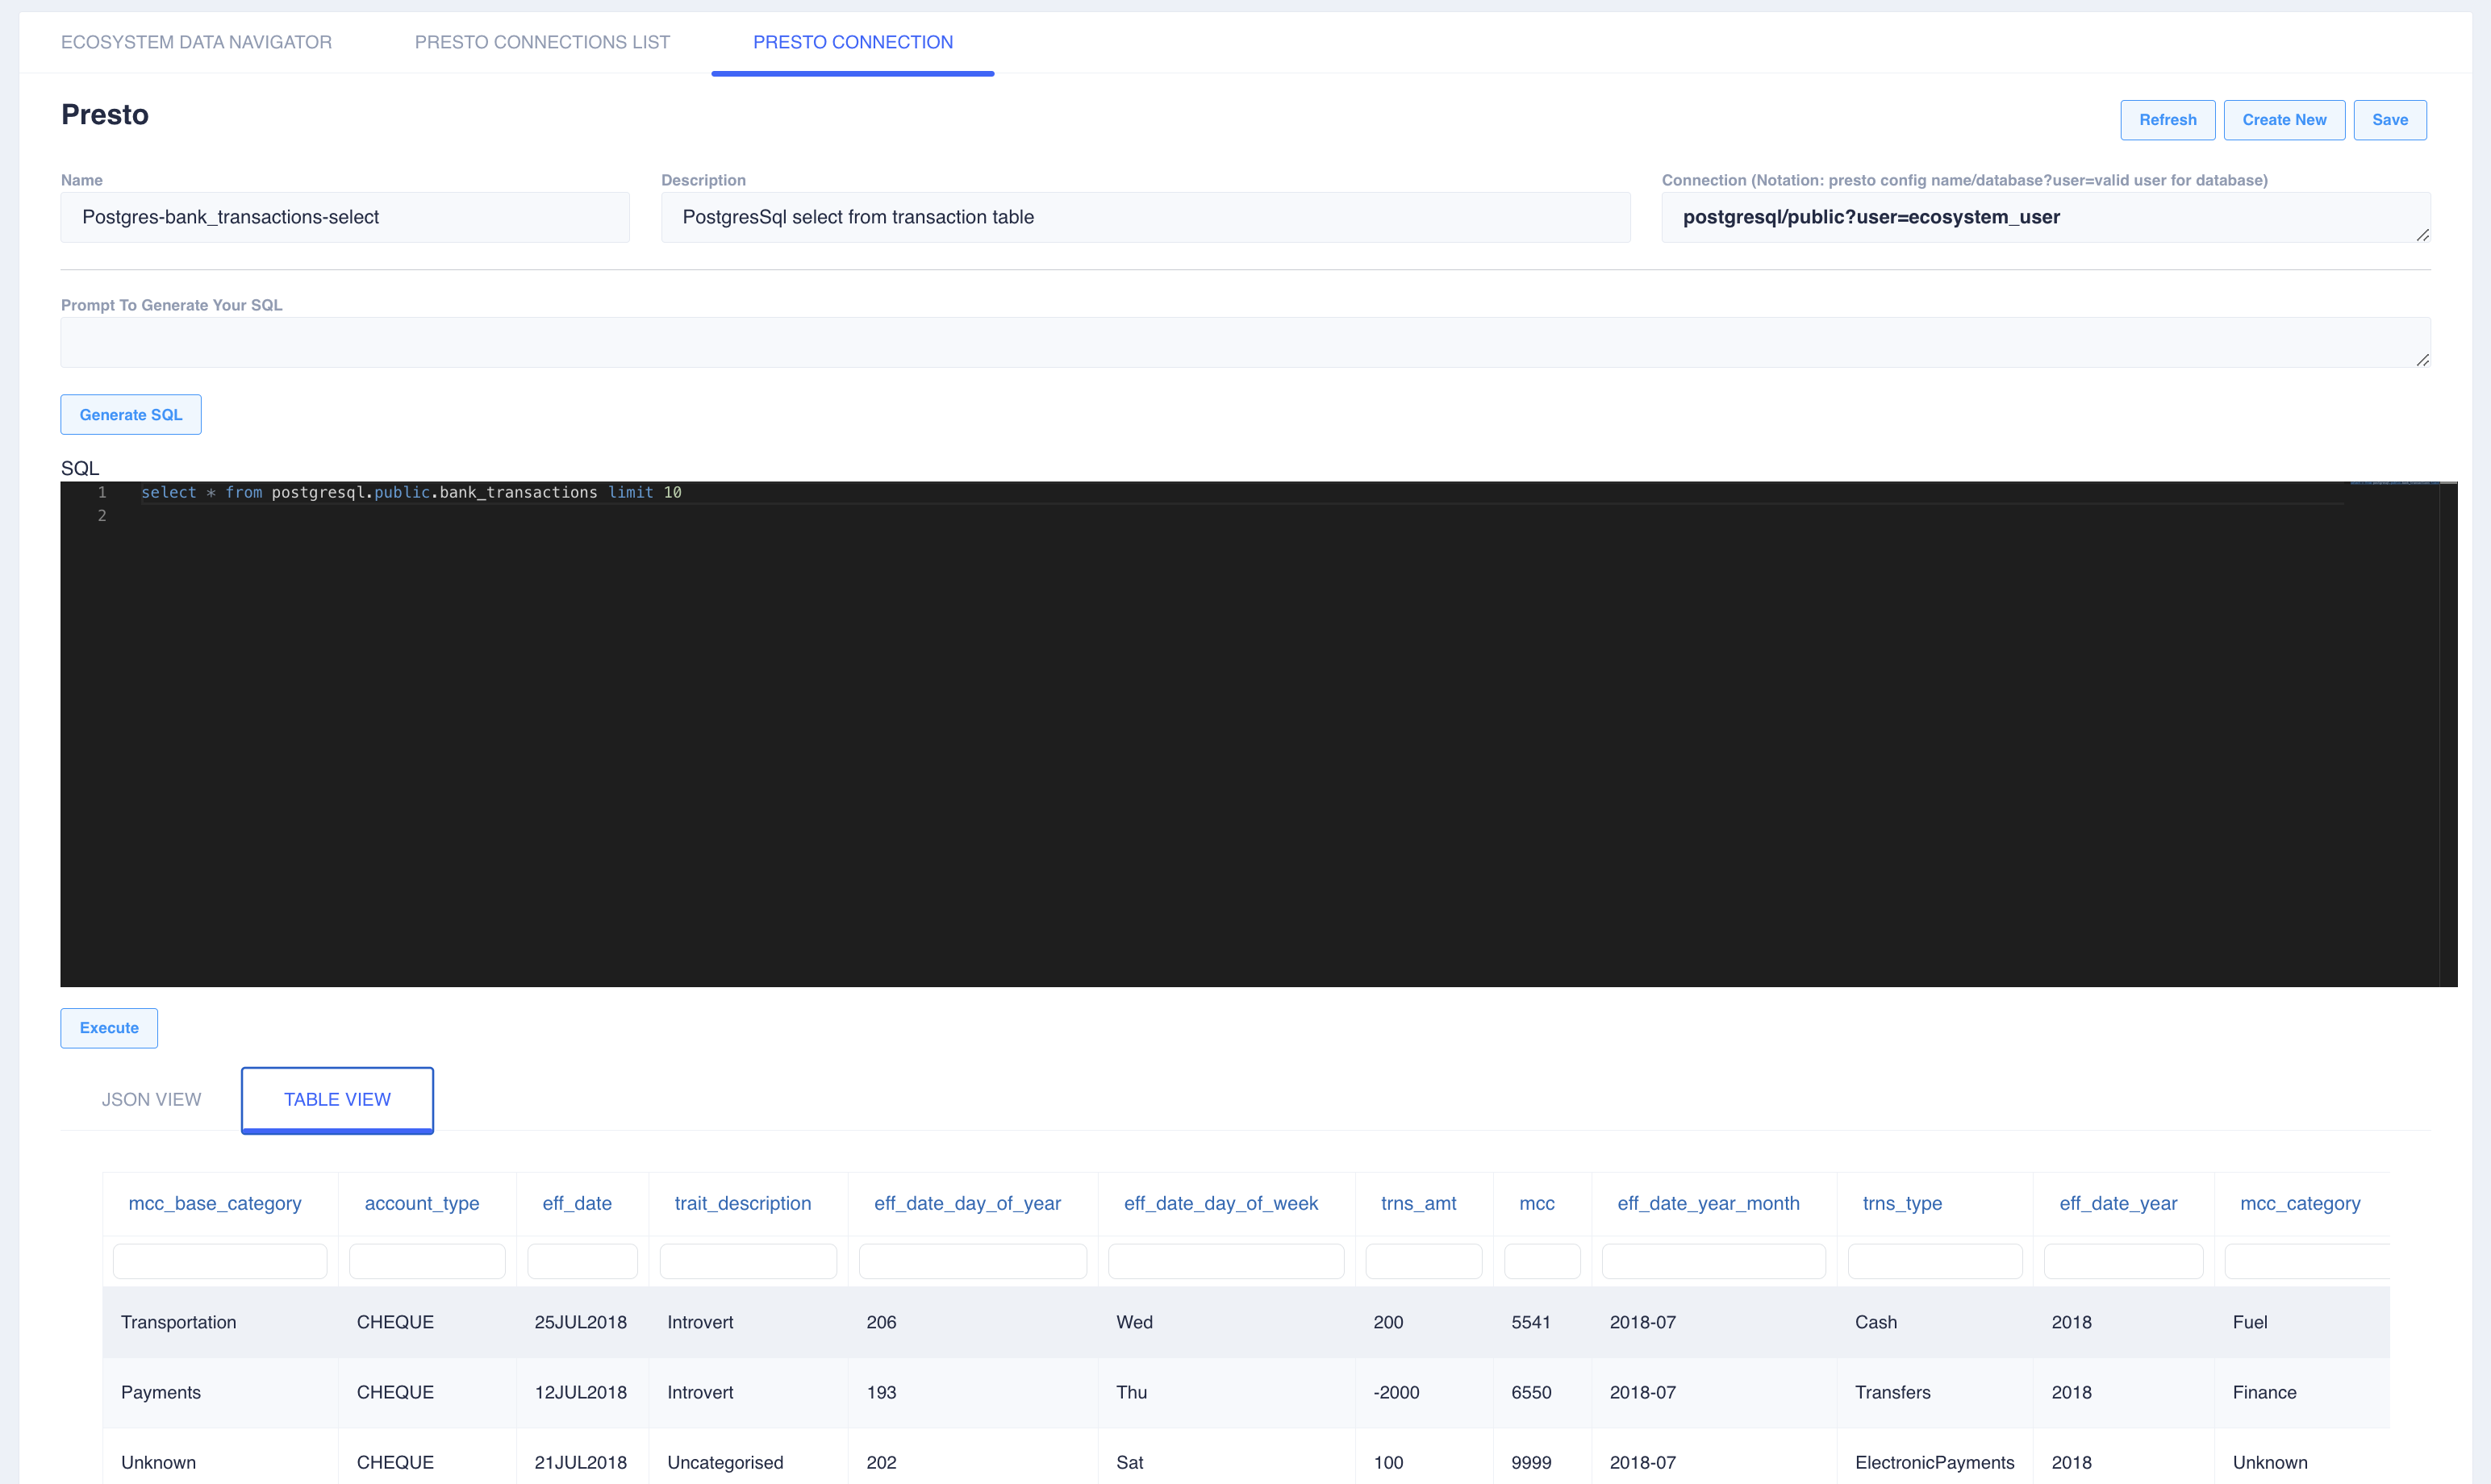 ECOSYSTEM DATA NAVIGATOR PRESTO CONNECTIONS LIST PRESTO CONNECTION
Presto
Refresh Create New Save
Name Description Connection (Notation: presto config name/database?user=valid user for database)
Postgres-bank_transactions-select PostgresSql select from transaction table postgresql/public?user=ecosystem_user
Prompt To Generate Your SQL
Generate SQL
SQL
1 select * from postgresql.public.bank_transactions limit 10
2
Execute
JSON VIEW TABLE VIEW
mcc_base_category account_type eff_date trait_description eff_date_day_of_year eff_date_day_of_week trns_amt mcc eff_date_year_month trns_type eff_date_year mcc_category
Transportation CHEQUE 25JUL2018 Introvert 206 Wed 200 5541 2018-07 Cash 2018 Fuel
Payments CHEQUE 12JUL2018 Introvert 193 Thu -2000 6550 2018-07 Transfers 2018 Finance
Unknown CHEQUE 21JUL2018 Uncategorised 202 Sat 100 9999 2018-07 ElectronicPayments 2018 Unknown